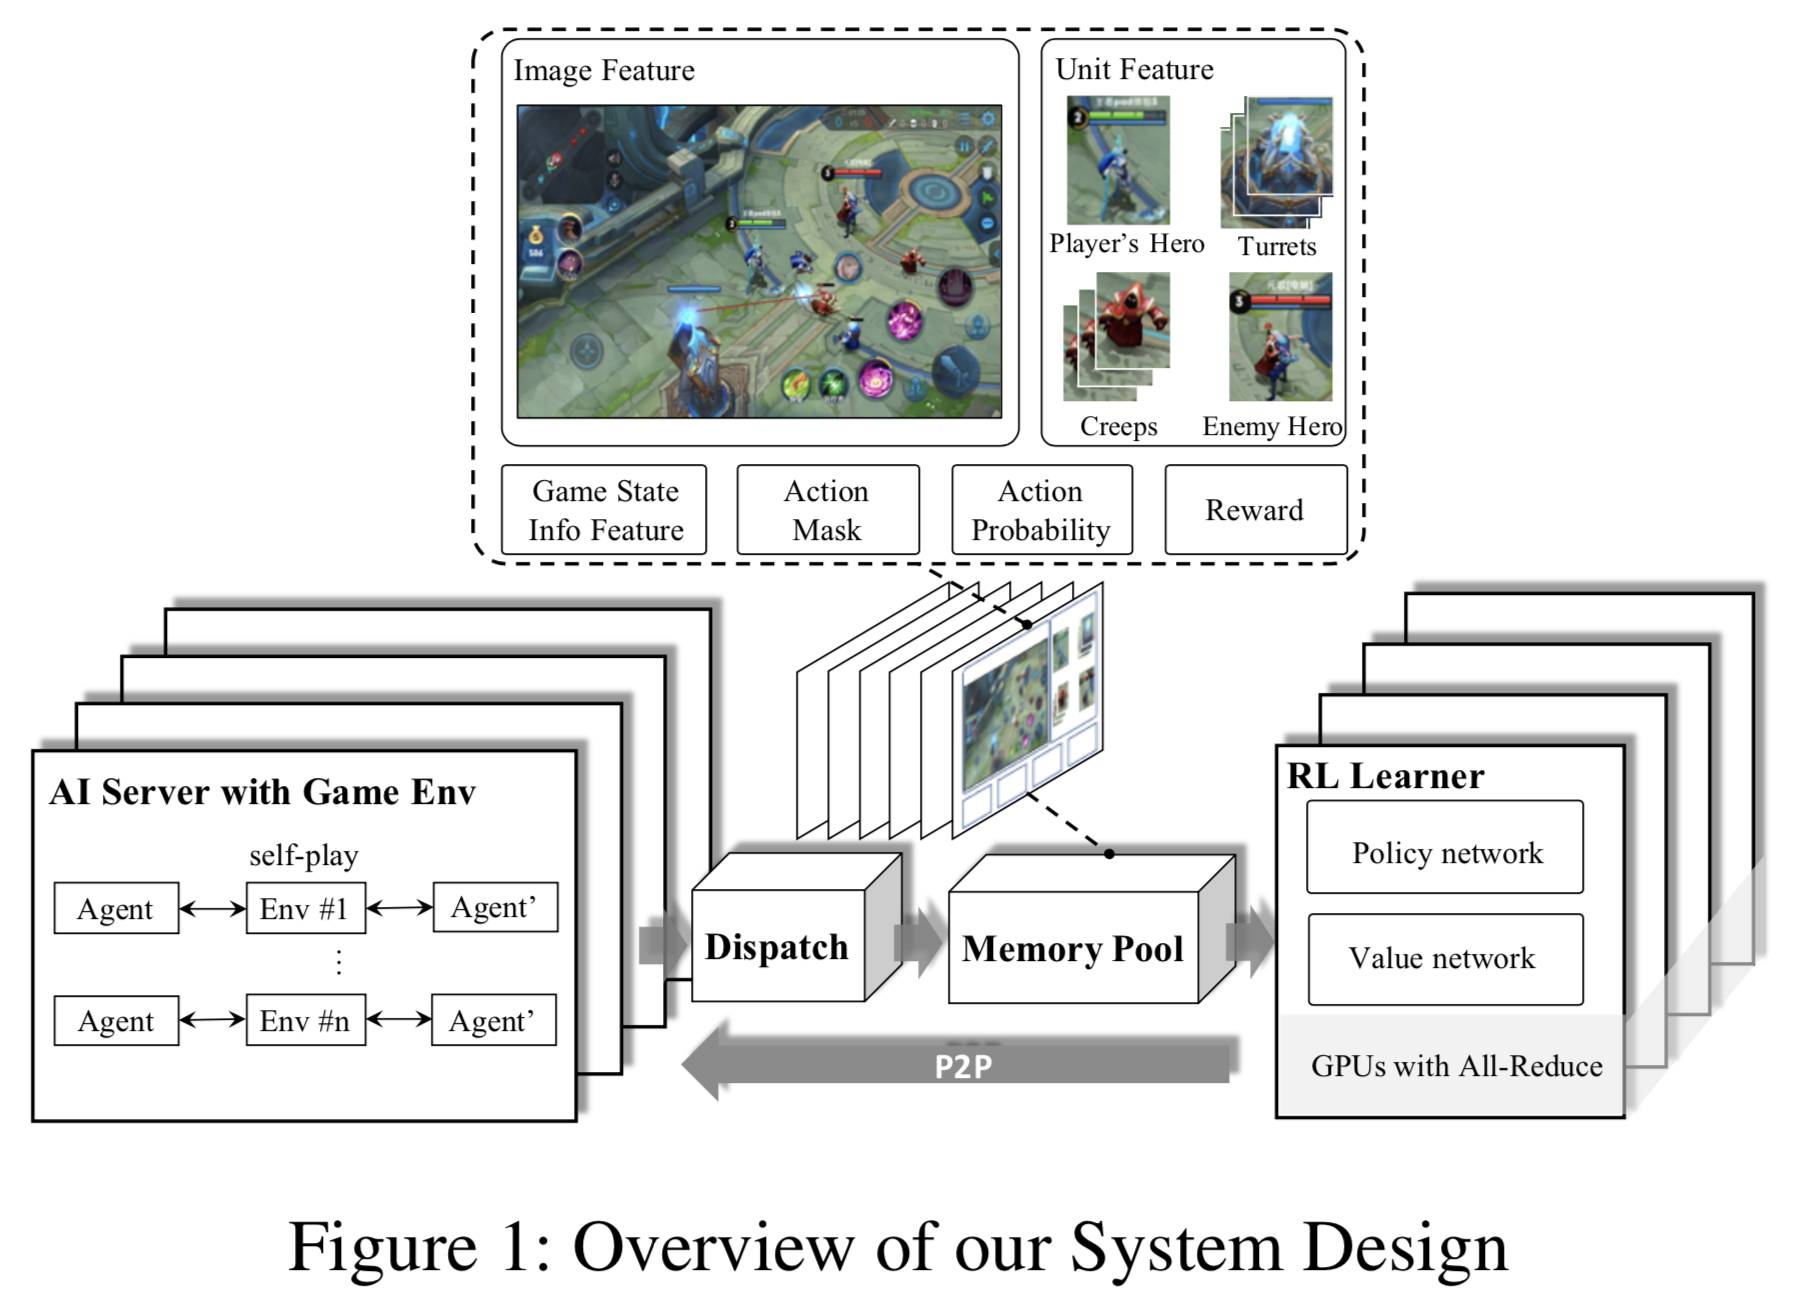 Image Feature
Unit Feature
Player's Hero
Turrets
Creeps
Enemy Hero
Game State
Info Feature
Action
Mask
Action
Probability
Reward
AI Server with Game Env
self-play
Agent
Env #1
Agent'
⋮
Agent
Env #n
Agent'
Dispatch
Memory Pool
P2P
RL Learner
Policy network
Value network
GPUs with All-Reduce
Figure 1: Overview of our System Design